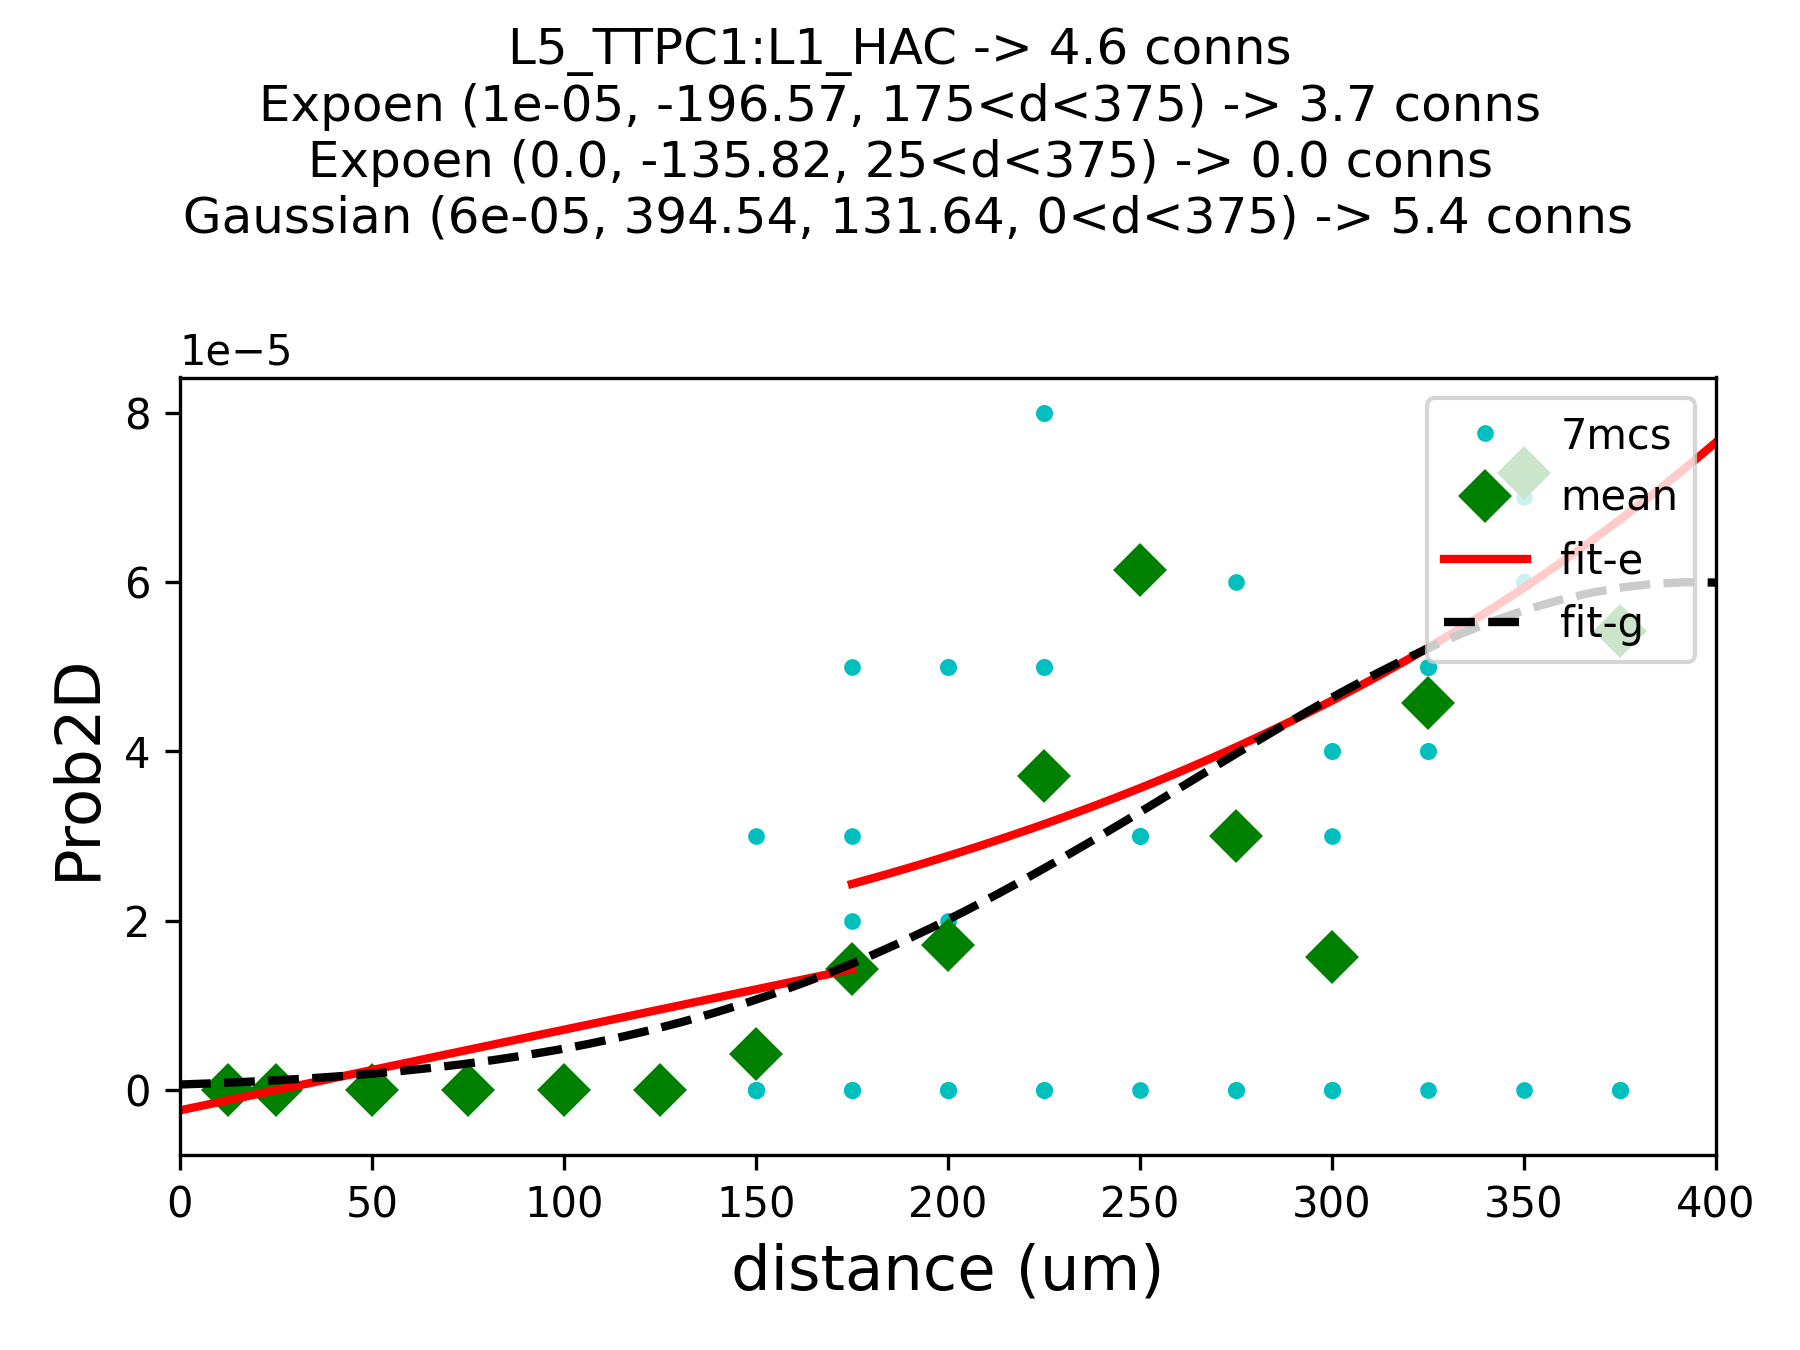 L5_TTPC1:L1_HAC -> 4.6 conns
Expoen (1e-05, -196.57, 175<d<375) -> 3.7 conns
Expoen (0.0, -135.82, 25<d<375) -> 0.0 conns
Gaussian (6e-05, 394.54, 131.64, 0<d<375) -> 5.4 conns
1e−5
8
6
4
2
0
Prob2D
7mcs
mean
fit-e
fit-g
0 50 100 150 200 250 300 350 400
distance (um)